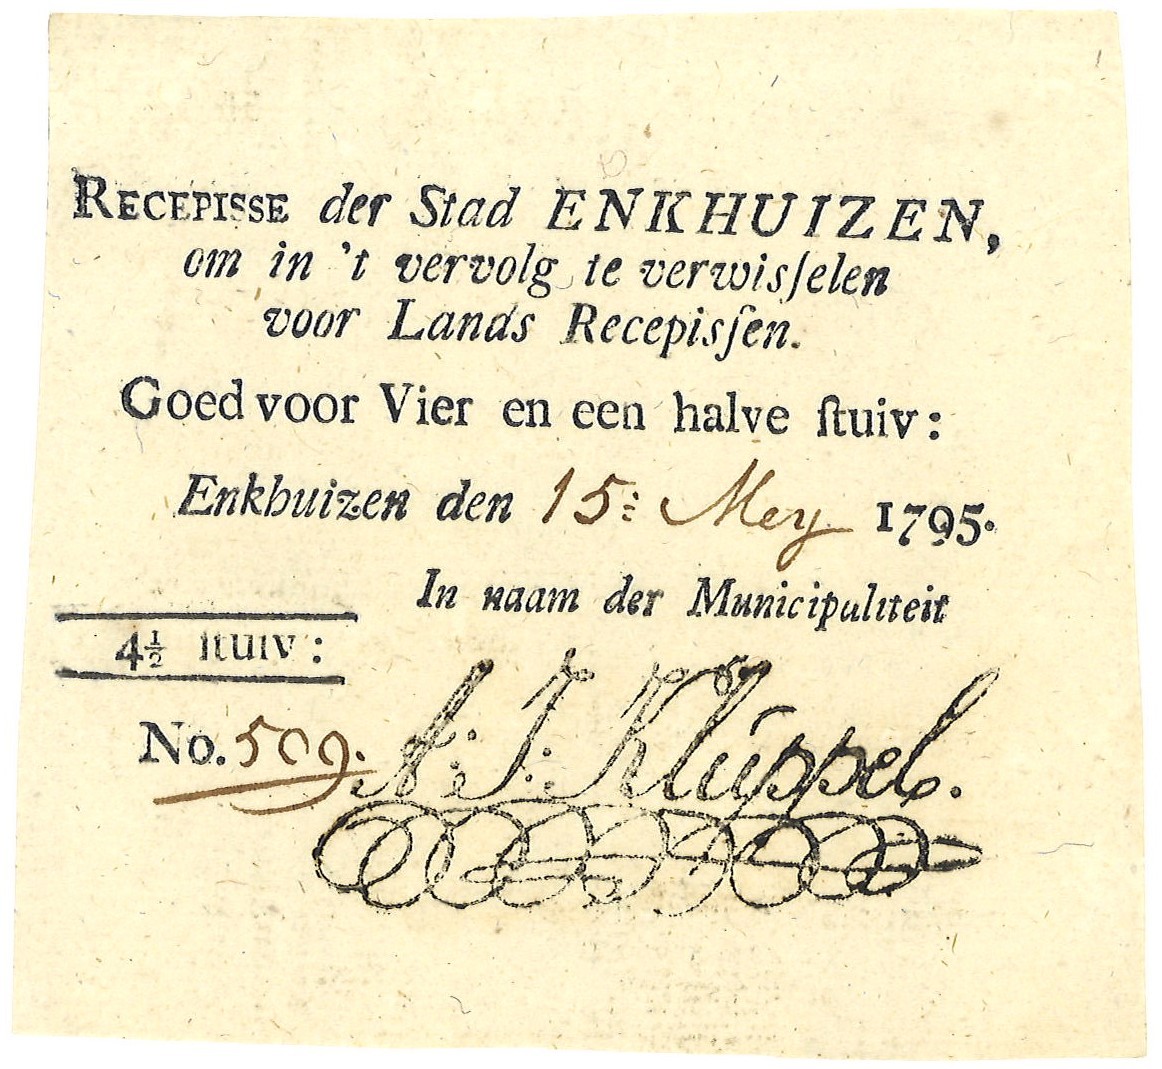 RECEPISSE der Stad ENKHUIZEN,
om in 't vervolg te verwisſelen
voor Lands Recepisſen.
Goed voor Vier en een halve ſtuiv:
Enkhuizen den 15: Mey 1795.
In naam der Municipaliteit
4½ ſtuiv:
No. 509. A: J: Klúppel.